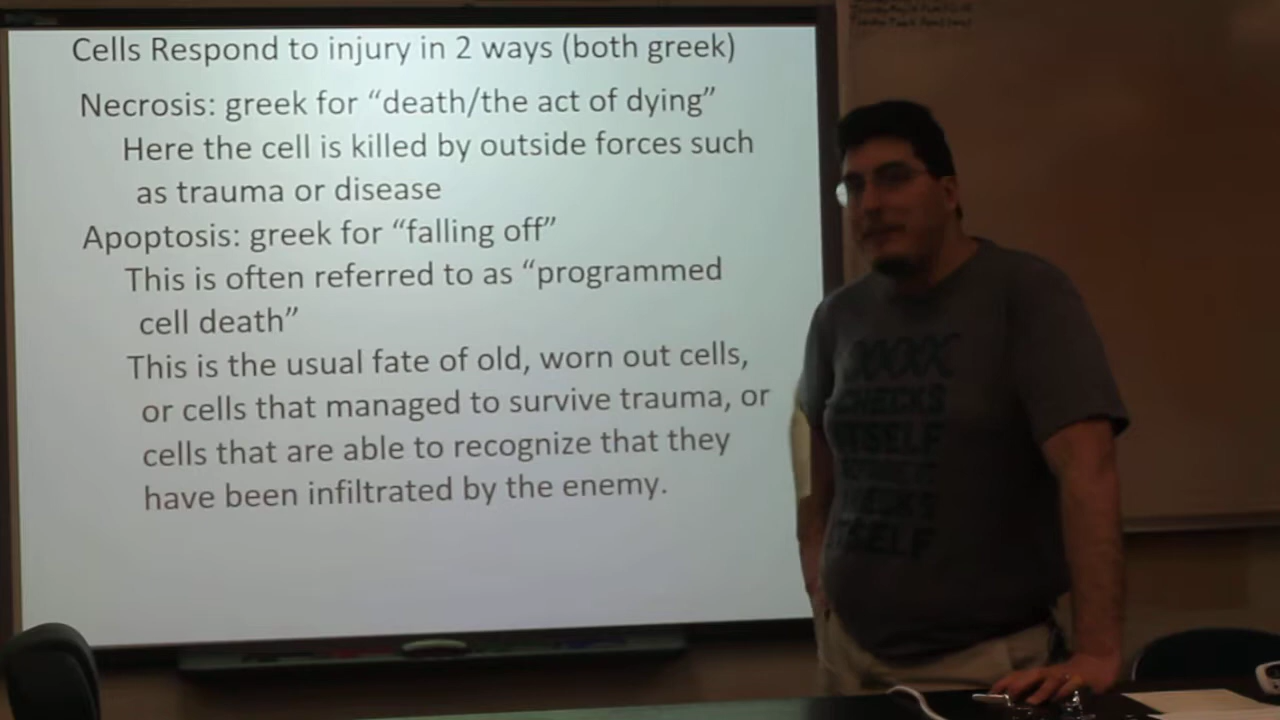 Cells Respond to injury in 2 ways (both greek)
Necrosis: greek for “death/the act of dying”
Here the cell is killed by outside forces such
as trauma or disease
Apoptosis: greek for “falling off”
This is often referred to as “programmed
cell death”
This is the usual fate of old, worn out cells,
or cells that managed to survive trauma, or
cells that are able to recognize that they
have been infiltrated by the enemy.
CHECKS
ITSELF